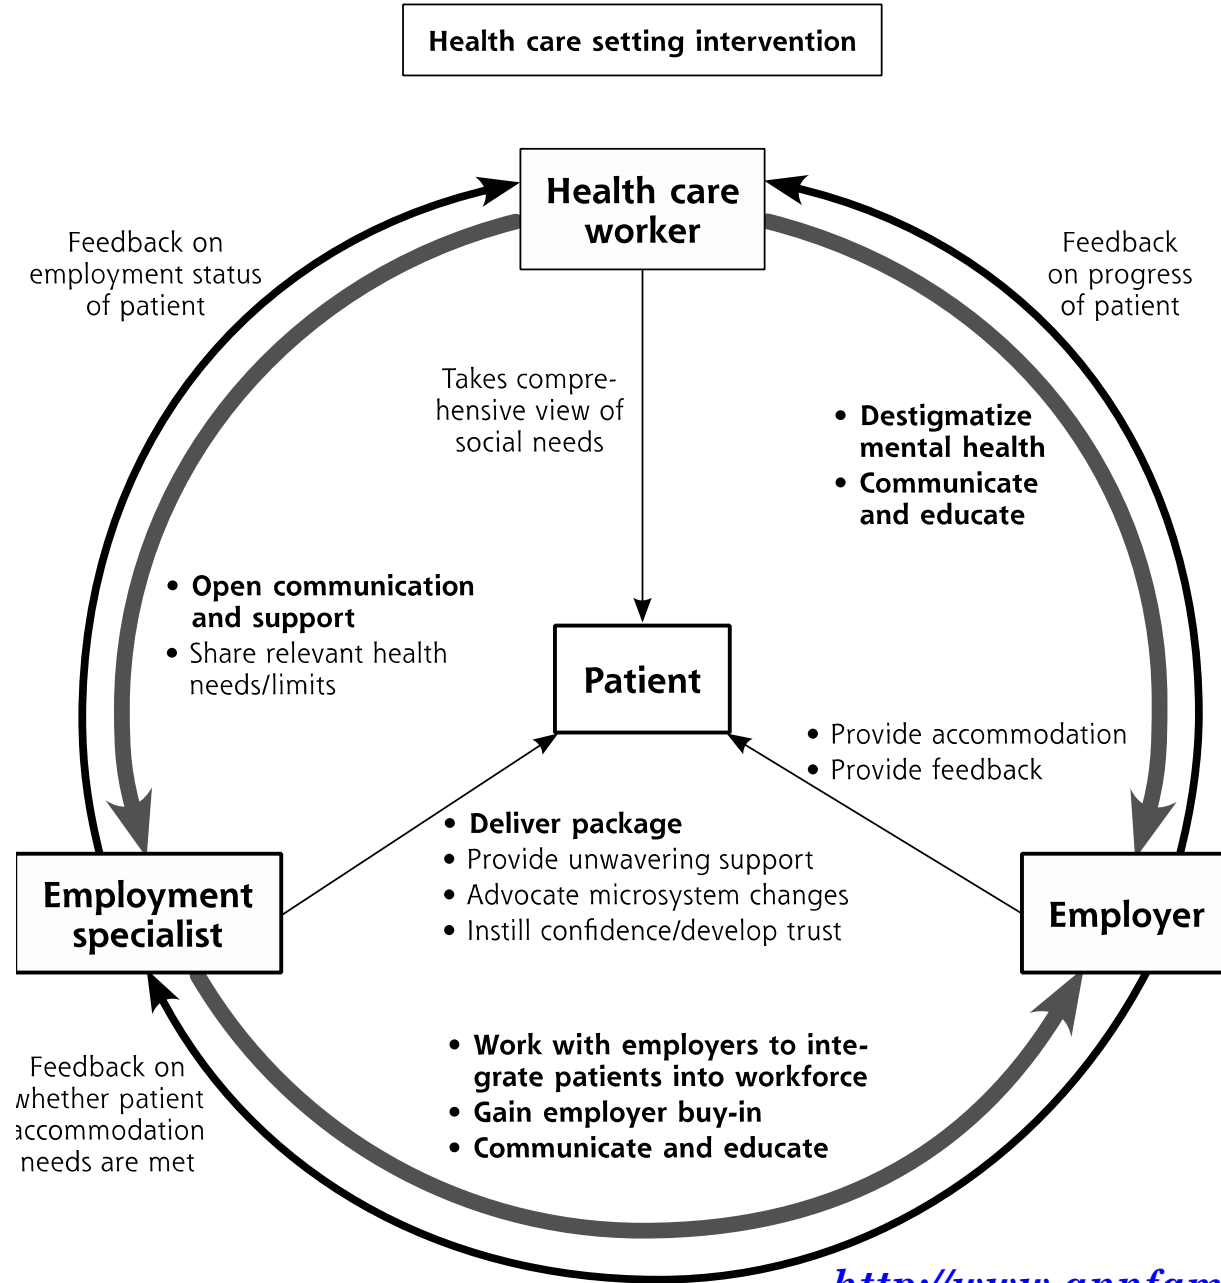 Health care setting intervention
Health care
worker
Feedback on
employment status
of patient
Feedback
on progress
of patient
Takes compre-
hensive view of
social needs
• Destigmatize
mental health
• Communicate
and educate
• Open communication
and support
• Share relevant health
needs/limits
Patient
• Provide accommodation
• Provide feedback
• Deliver package
• Provide unwavering support
• Advocate microsystem changes
• Instill confidence/develop trust
Employment
specialist
Employer
• Work with employers to inte-
grate patients into workforce
• Gain employer buy-in
• Communicate and educate
Feedback on
whether patient
accommodation
needs are met